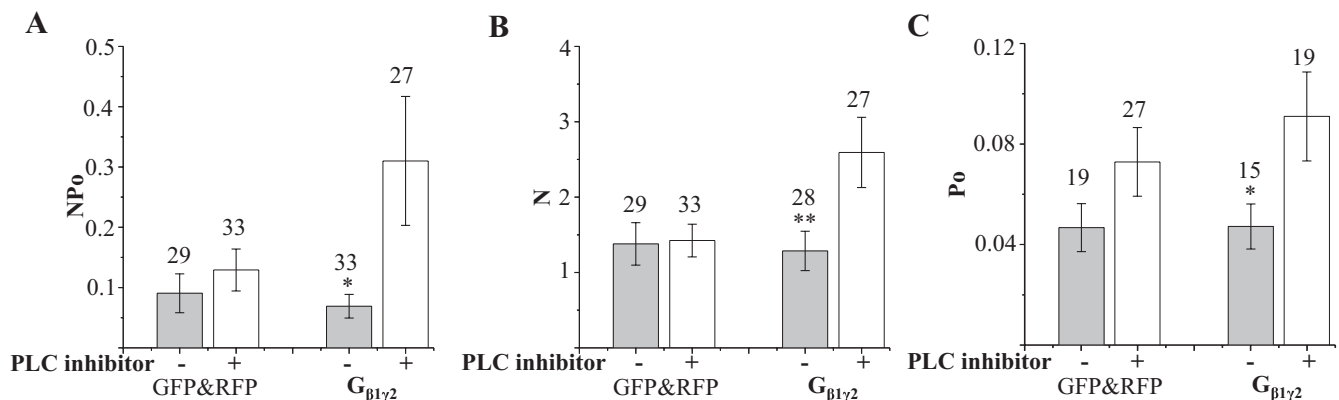 A
0.5
0.4
0.3
0.2
0.1
NPo
29
33
33
*
27
PLC inhibitor - + - +
GFP&RFP Gβ1γ2
B
4
3
2
1
N
29
33
28
**
27
- + - +
PLC inhibitor
GFP&RFP Gβ1γ2
C
0.12
0.08
0.04
Po
19
27
15
*
19
PLC inhibitor - + - +
GFP&RFP Gβ1γ2